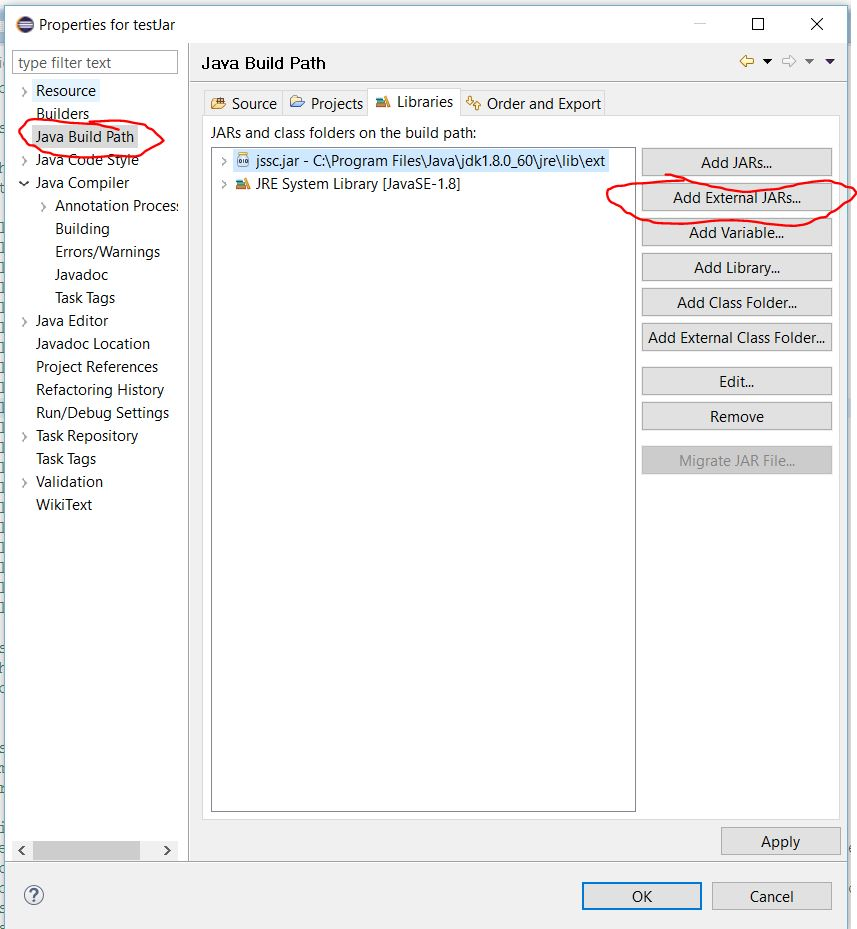 Properties for testJar
type filter text
Resource
Builders
Java Build Path
Java Code Style
Java Compiler
Annotation Process
Building
Errors/Warnings
Javadoc
Task Tags
Java Editor
Javadoc Location
Project References
Refactoring History
Run/Debug Settings
Task Repository
Task Tags
Validation
WikiText
Java Build Path
Source Projects Libraries Order and Export
JARs and class folders on the build path:
jssc.jar - C:\Program Files\Java\jdk1.8.0_60\jre\lib\ext
JRE System Library [JavaSE-1.8]
Add JARs...
Add External JARs...
Add Variable...
Add Library...
Add Class Folder...
Add External Class Folder...
Edit...
Remove
Migrate JAR File...
Apply
OK Cancel